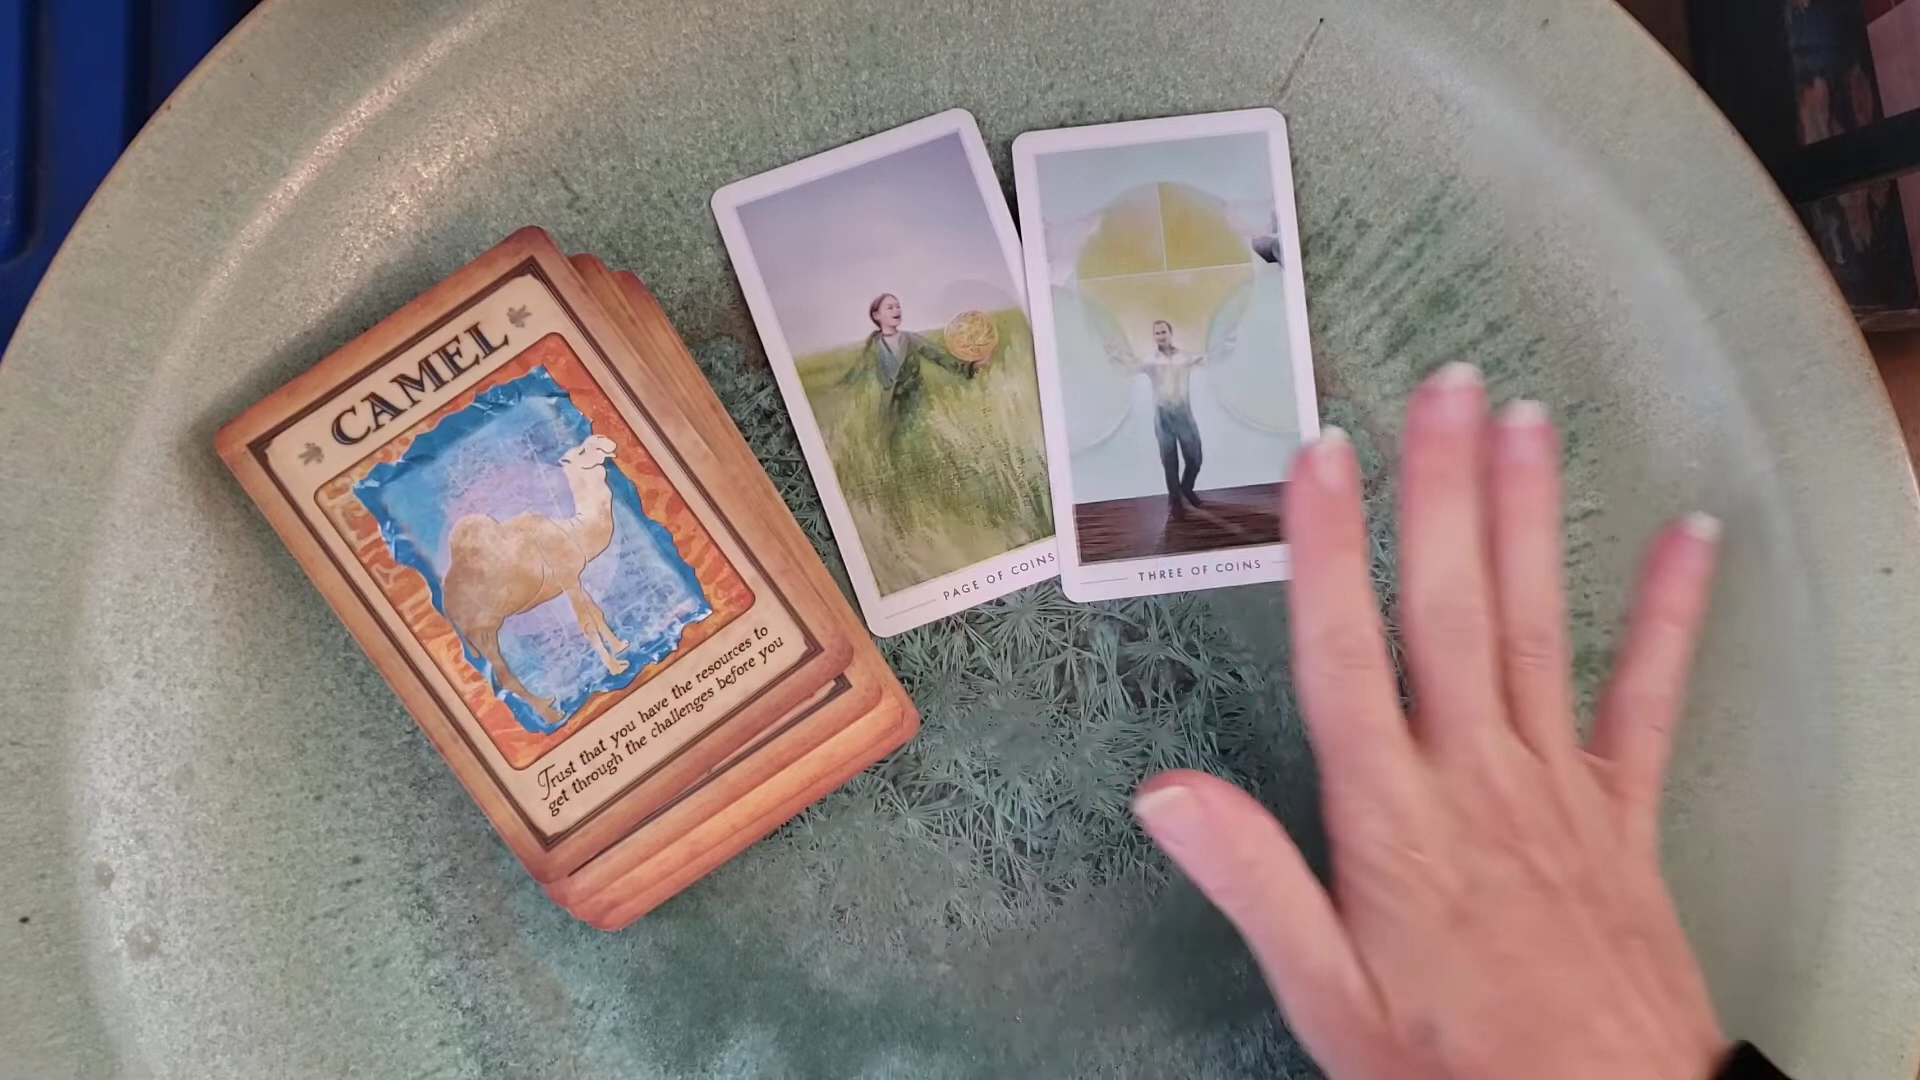 CAMEL
Trust that you have the resources to
get through the challenges before you
PAGE OF COINS
THREE OF COINS